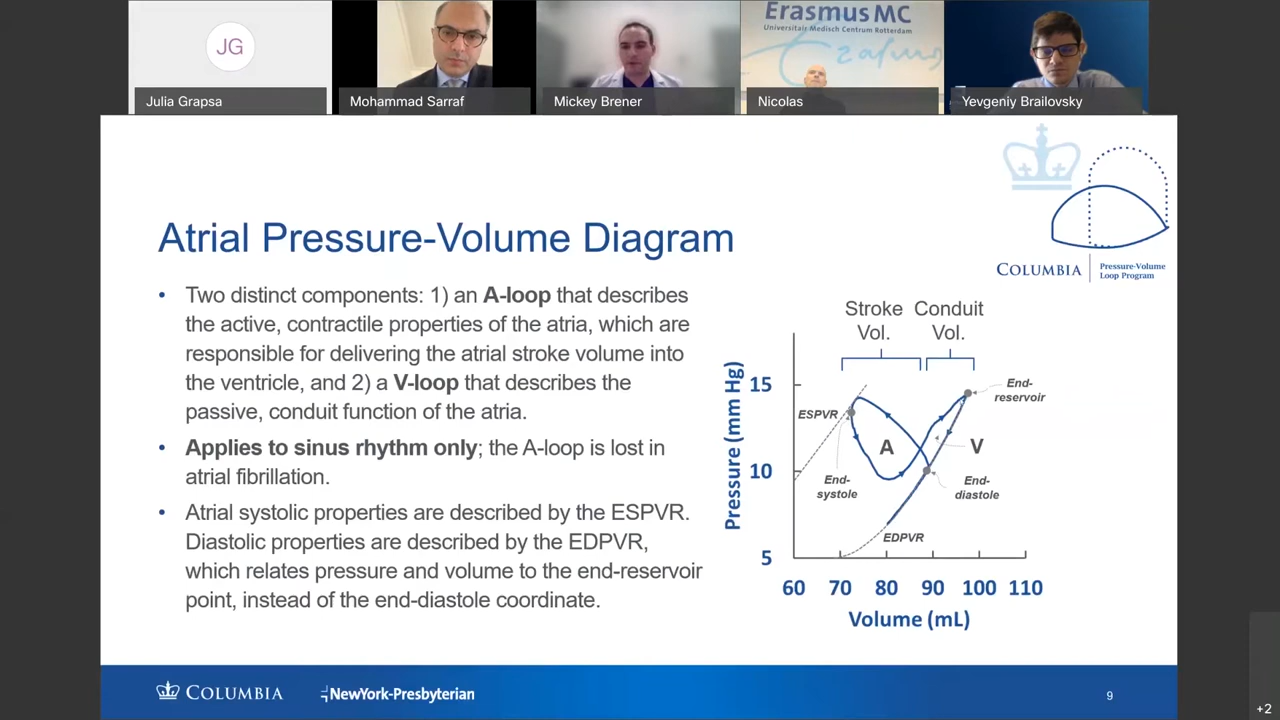 JG
Julia Grapsa
Mohammad Sarraf
Mickey Brener
Erasmus MC
Universitair Medisch Centrum Rotterdam
Erasmus
Nicolas
Yevgeniy Brailovsky
COLUMBIA
Pressure-Volume
Loop Program
Atrial Pressure-Volume Diagram
• Two distinct components: 1) an A-loop that describes
the active, contractile properties of the atria, which are
responsible for delivering the atrial stroke volume into
the ventricle, and 2) a V-loop that describes the
passive, conduit function of the atria.
• Applies to sinus rhythm only; the A-loop is lost in
atrial fibrillation.
• Atrial systolic properties are described by the ESPVR.
Diastolic properties are described by the EDPVR,
which relates pressure and volume to the end-reservoir
point, instead of the end-diastole coordinate.
Stroke Conduit
Vol. Vol.
Pressure (mm Hg)
15
10
5
ESPVR
End-
reservoir
A
V
End-
systole
End-
diastole
EDPVR
60 70 80 90 100 110
Volume (mL)
COLUMBIA
NewYork-Presbyterian
9
+2